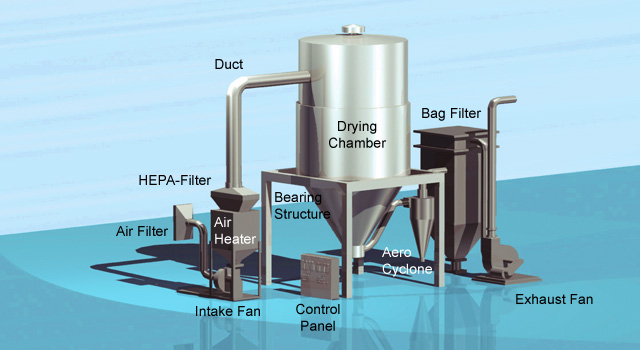 Duct
Bag Filter
Drying
Chamber
HEPA-Filter
Bearing
Structure
Air Filter
Air
Heater
Aero
Cyclone
Intake Fan
Control
Panel
Exhaust Fan